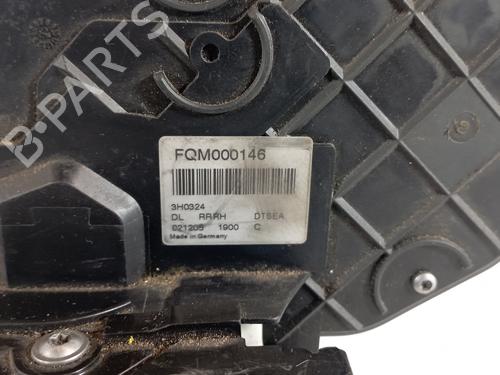 B-PARTS
FQM000146
3H0324
DL RRRH DTSEA
021205 1900 C
Made in Germany